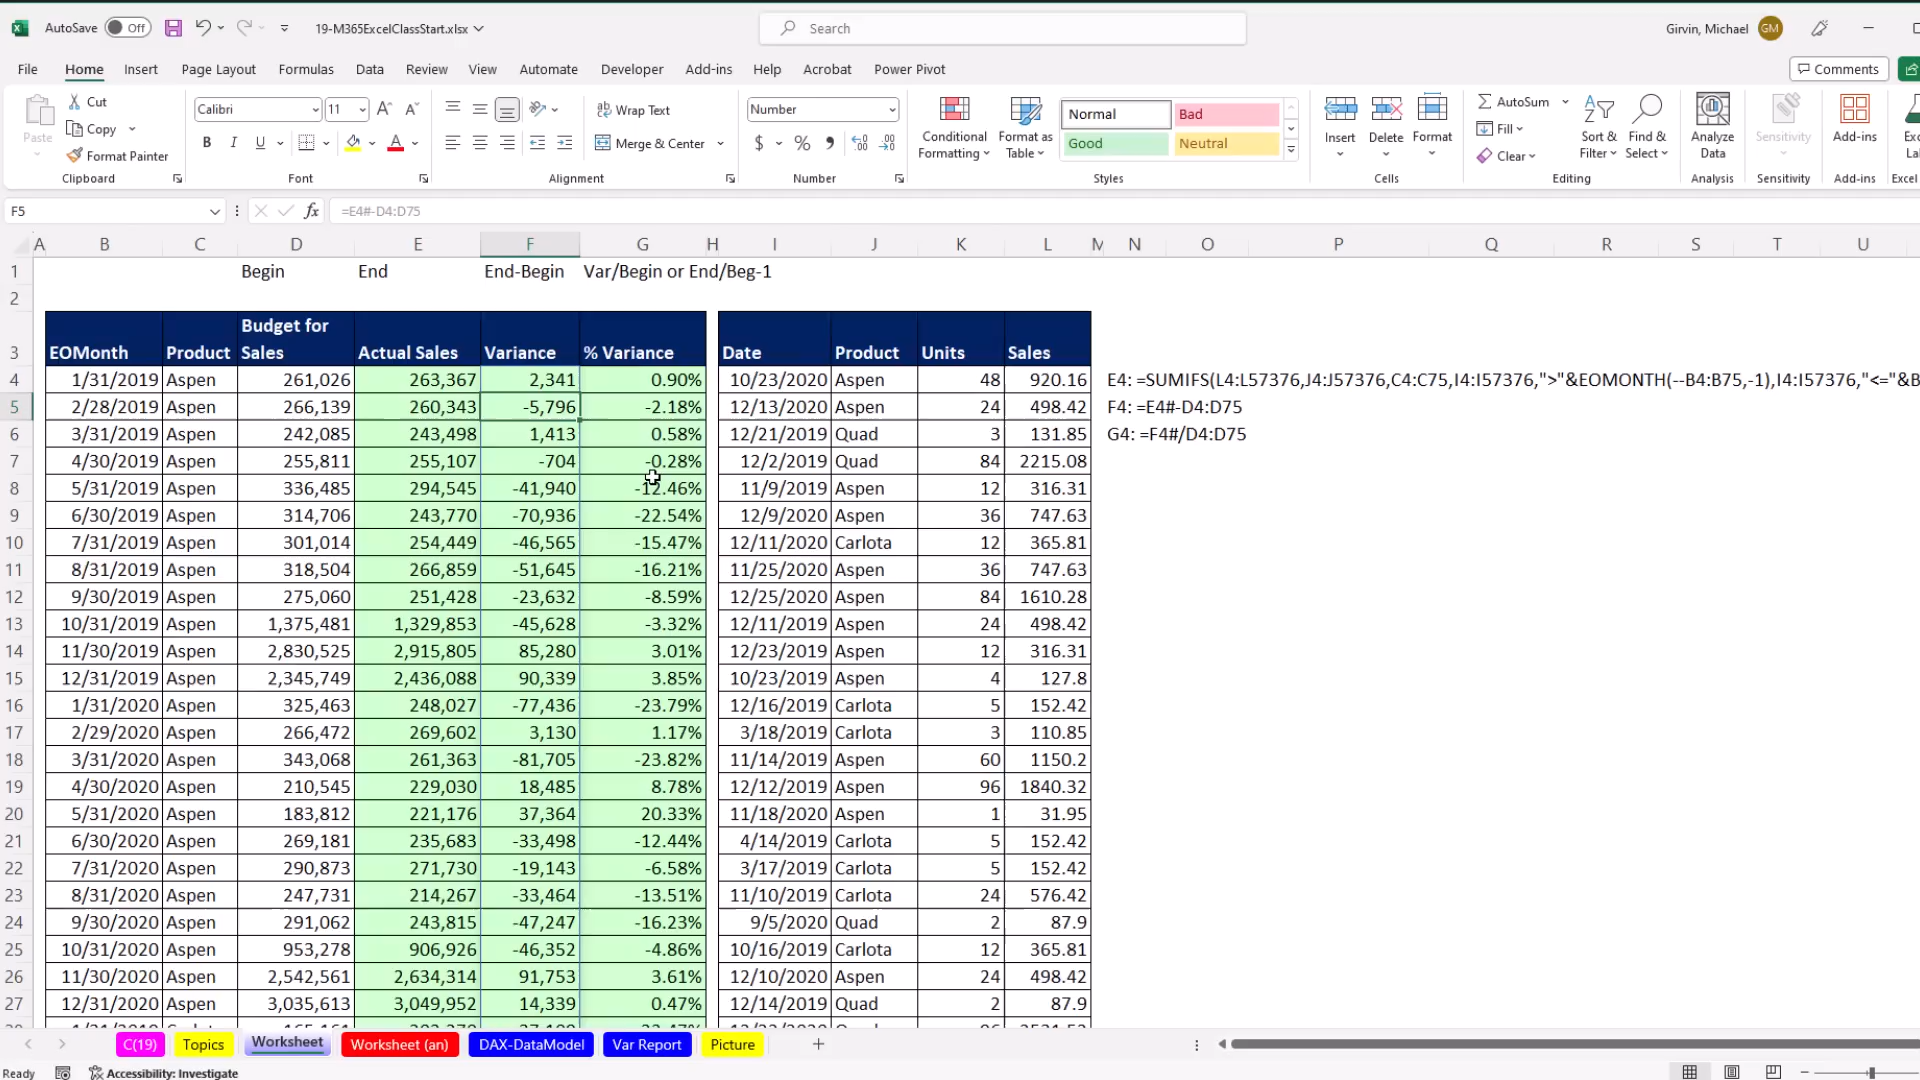 AutoSave Off 19-M365ExcelClassStart.xlsx Search Girvin, Michael GM
File Home Insert Page Layout Formulas Data Review View Automate Developer Add-ins Help Acrobat Power Pivot Comments
Paste Cut Copy Format Painter Clipboard
Calibri 11 B I U A Font
Wrap Text Merge & Center Alignment
Number $ % Number
Conditional Formatting Format as Table Normal Bad Good Neutral Styles
Insert Delete Format Cells
AutoSum Fill Clear Sort & Filter Find & Select Editing
Analyze Data Analysis Sensitivity Sensitivity Add-ins Add-ins Excel
F5 fx =E4#-D4:D75
A B C D E F G H I J K L M N O P Q R S T U
1 Begin End End-Begin Var/Begin or End/Beg-1
2
3 EOMonth Product Budget for Sales Actual Sales Variance % Variance Date Product Units Sales
4 1/31/2019 Aspen 261,026 263,367 2,341 0.90% 10/23/2020 Aspen 48 920.16 E4: =SUMIFS(L4:L57376,J4:J57376,C4:C75,I4:I57376,">"&EOMONTH(--B4:B75,-1),I4:I57376,"<="&B
5 2/28/2019 Aspen 266,139 260,343 -5,796 -2.18% 12/13/2020 Aspen 24 498.42 F4: =E4#-D4:D75
6 3/31/2019 Aspen 242,085 243,498 1,413 0.58% 12/21/2019 Quad 3 131.85 G4: =F4#/D4:D75
7 4/30/2019 Aspen 255,811 255,107 -704 -0.28% 12/2/2019 Quad 84 2215.08
8 5/31/2019 Aspen 336,485 294,545 -41,940 -12.46% 11/9/2019 Aspen 12 316.31
9 6/30/2019 Aspen 314,706 243,770 -70,936 -22.54% 12/9/2020 Aspen 36 747.63
10 7/31/2019 Aspen 301,014 254,449 -46,565 -15.47% 12/11/2020 Carlota 12 365.81
11 8/31/2019 Aspen 318,504 266,859 -51,645 -16.21% 11/25/2020 Aspen 36 747.63
12 9/30/2019 Aspen 275,060 251,428 -23,632 -8.59% 12/25/2020 Aspen 84 1610.28
13 10/31/2019 Aspen 1,375,481 1,329,853 -45,628 -3.32% 12/11/2019 Aspen 24 498.42
14 11/30/2019 Aspen 2,830,525 2,915,805 85,280 3.01% 12/23/2019 Aspen 12 316.31
15 12/31/2019 Aspen 2,345,749 2,436,088 90,339 3.85% 10/23/2019 Aspen 4 127.8
16 1/31/2020 Aspen 325,463 248,027 -77,436 -23.79% 12/16/2019 Carlota 5 152.42
17 2/29/2020 Aspen 266,472 269,602 3,130 1.17% 3/18/2019 Carlota 3 110.85
18 3/31/2020 Aspen 343,068 261,363 -81,705 -23.82% 11/14/2019 Aspen 60 1150.2
19 4/30/2020 Aspen 210,545 229,030 18,485 8.78% 12/12/2019 Aspen 96 1840.32
20 5/31/2020 Aspen 183,812 221,176 37,364 20.33% 11/18/2020 Aspen 1 31.95
21 6/30/2020 Aspen 269,181 235,683 -33,498 -12.44% 4/14/2019 Carlota 5 152.42
22 7/31/2020 Aspen 290,873 271,730 -19,143 -6.58% 3/17/2019 Carlota 5 152.42
23 8/31/2020 Aspen 247,731 214,267 -33,464 -13.51% 11/10/2019 Carlota 24 576.42
24 9/30/2020 Aspen 291,062 243,815 -47,247 -16.23% 9/5/2020 Quad 2 87.9
25 10/31/2020 Aspen 953,278 906,926 -46,352 -4.86% 10/16/2019 Carlota 12 365.81
26 11/30/2020 Aspen 2,542,561 2,634,314 91,753 3.61% 12/10/2020 Aspen 24 498.42
27 12/31/2020 Aspen 3,035,613 3,049,952 14,339 0.47% 12/14/2019 Quad 2 87.9
C(19) Topics Worksheet Worksheet (an) DAX-DataModel Var Report Picture
Ready Accessibility: Investigate